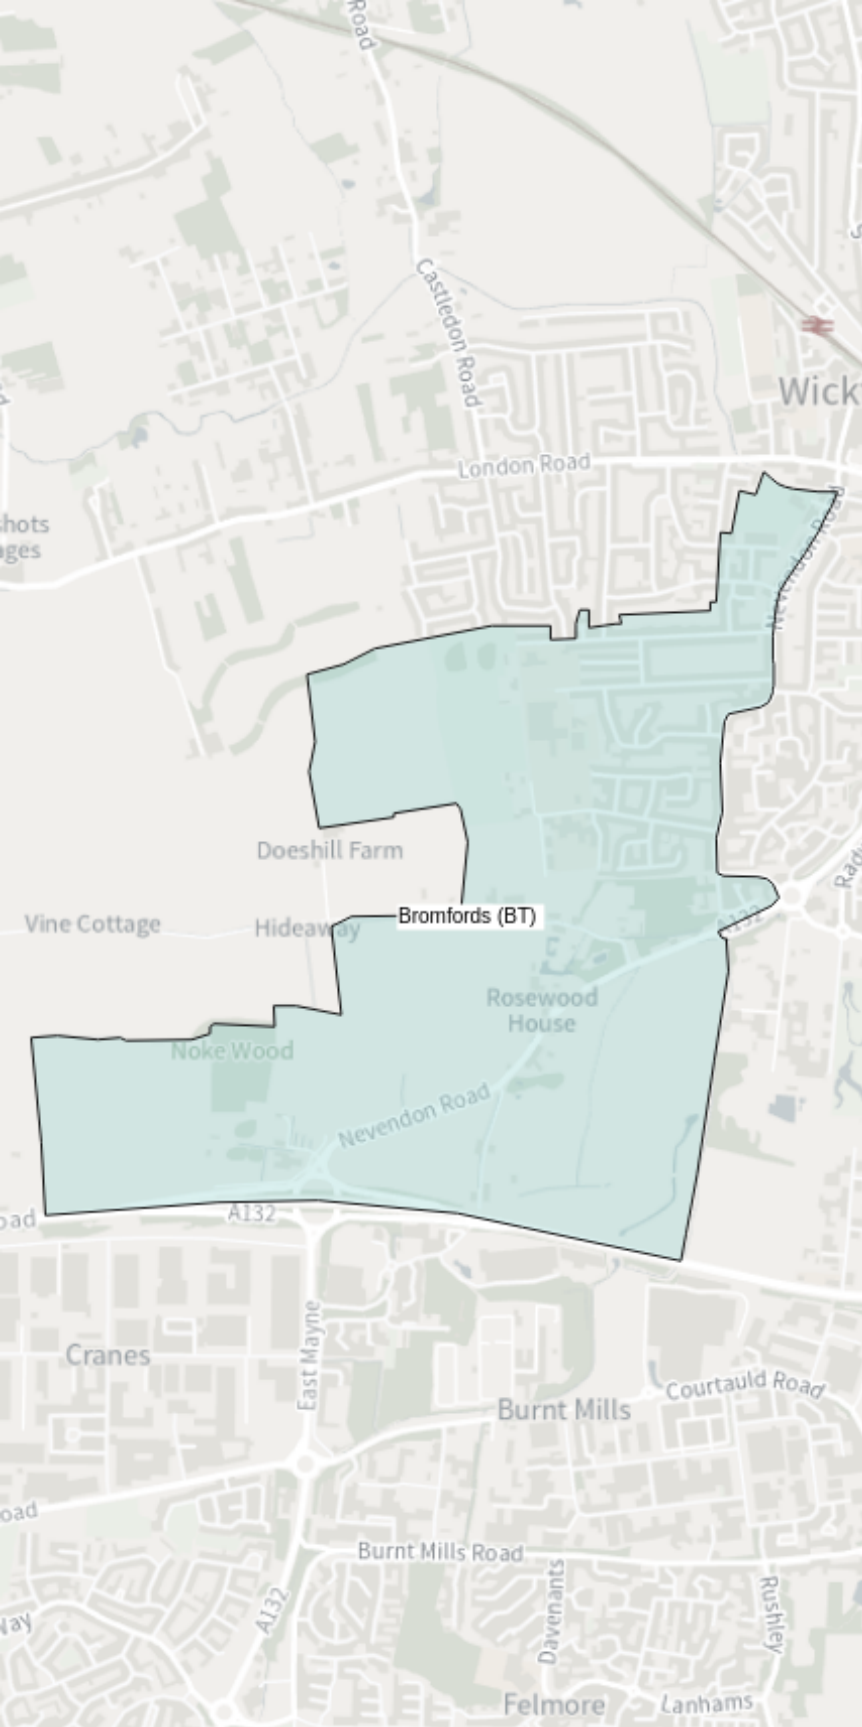 Road
Castledon Road
Wick
London Road
shots
ages
Nevendon Road
Doeshill Farm
Vine Cottage
Hideaway
Bromfords (BT)
A132
Rosewood
House
Noke Wood
Nevendon Road
oad
A132
East Mayne
Cranes
Courtauld Road
Burnt Mills
oad
Burnt Mills Road
A132
Davenants
Rushley
Way
Felmore
Lanhams